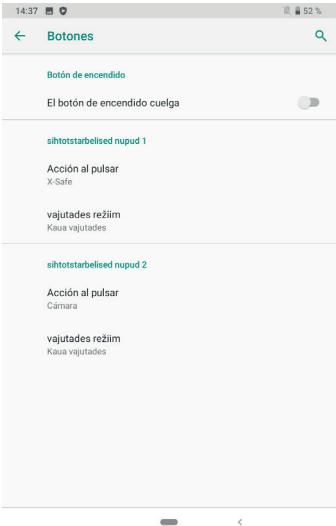 14:37 52 %
Botones
Botón de encendido
El botón de encendido cuelga
sihtotstarbelised nupud 1
Acción al pulsar
X-Safe
vajutades režiim
Kaua vajutades
sihtotstarbelised nupud 2
Acción al pulsar
Cámara
vajutades režiim
Kaua vajutades